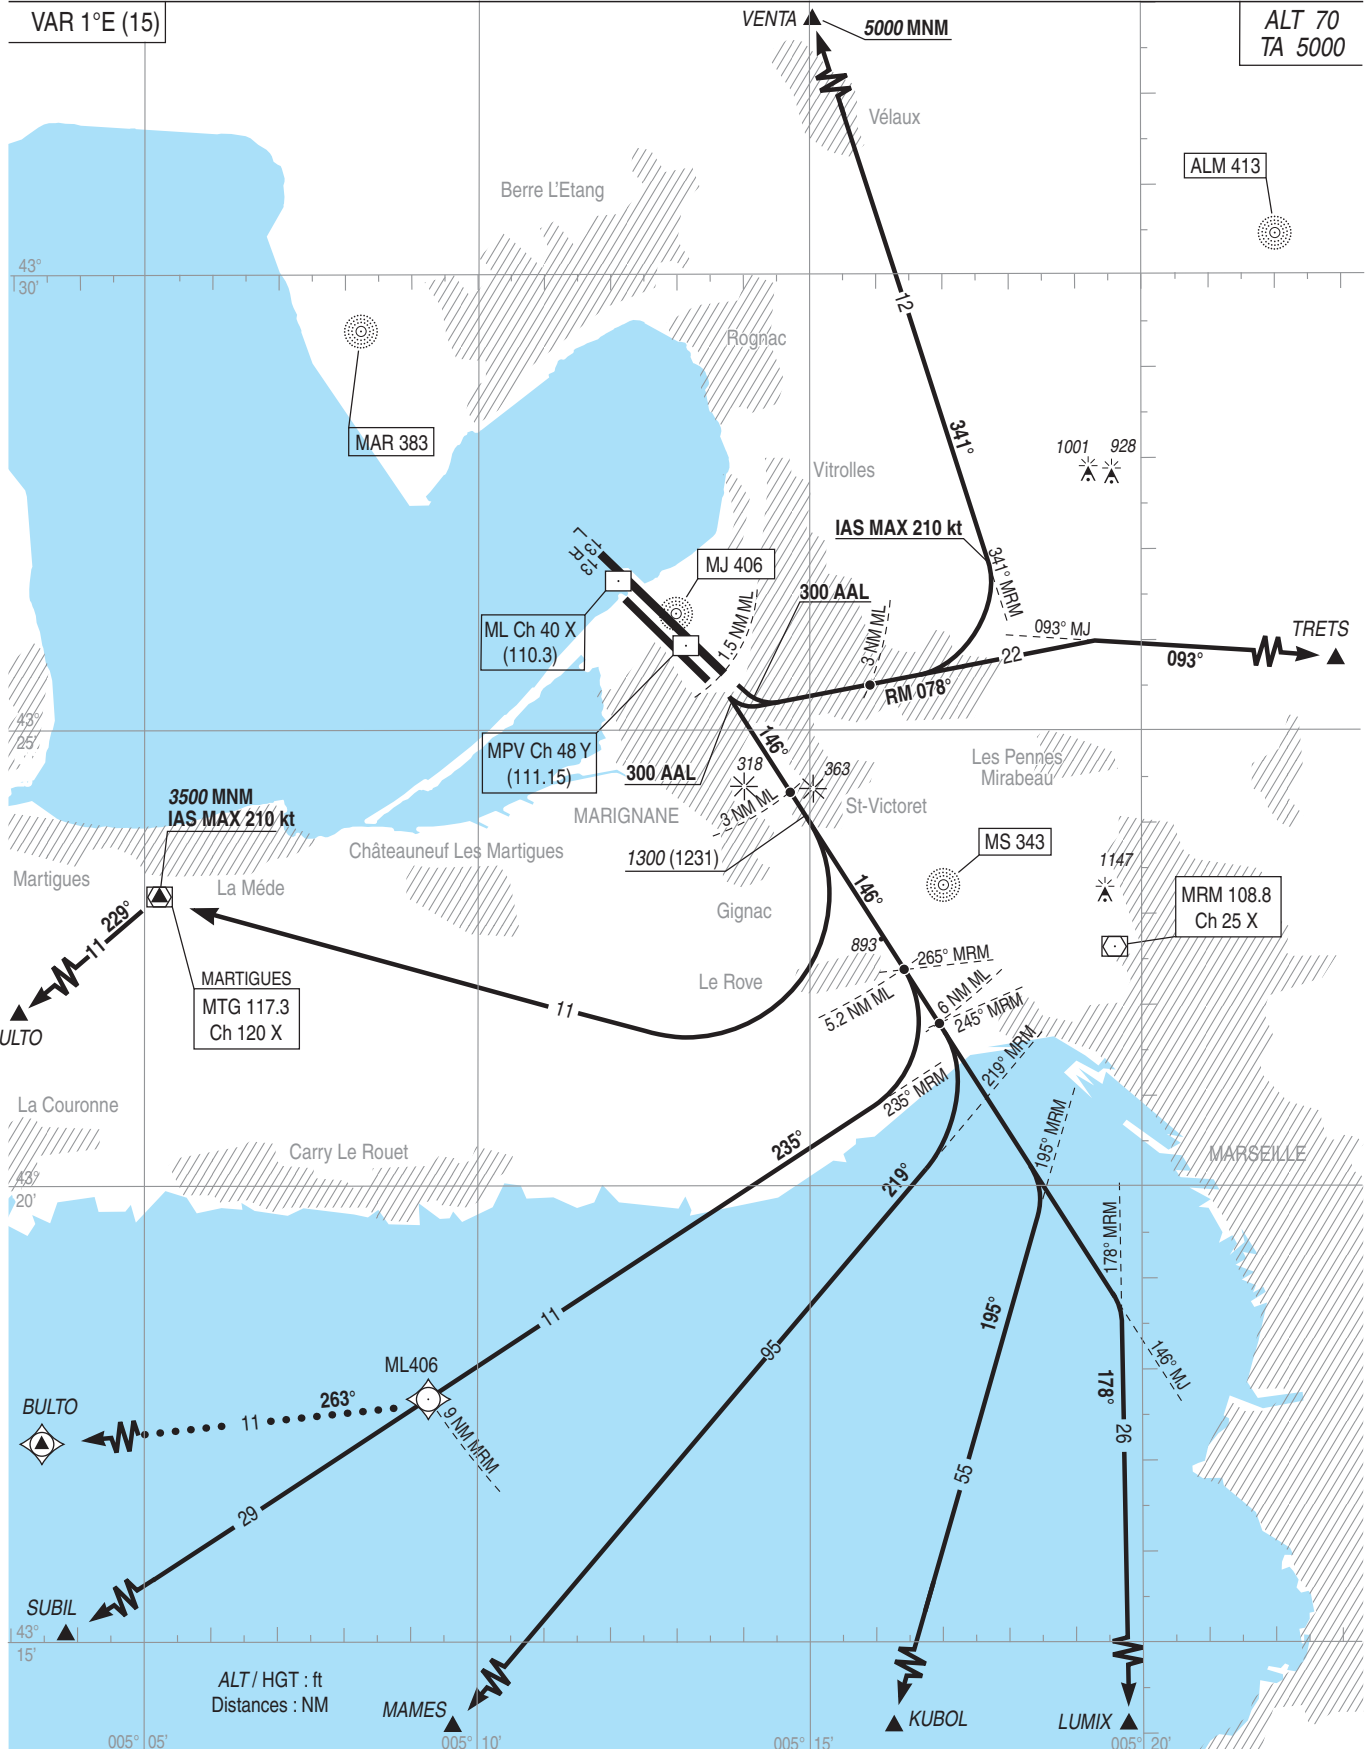 VAR 1°E (15)
VENTA
5000 MNM
ALT 70
TA 5000
Vélaux
ALM 413
Berre L'Etang
43°
30'
12
Rognac
MAR 383
341°
1001
928
Vitrolles
IAS MAX 210 kt
13 L
13 R
MJ 406
341° MRM
300 AAL
1.5 NM ML
3 NM ML
ML Ch 40 X
(110.3)
093° MJ
TRETS
22
093°
RM 078°
43°
25'
MPV Ch 48 Y
(111.15)
146°
300 AAL
318
363
Les Pennes
Mirabeau
3500 MNM
IAS MAX 210 kt
MARIGNANE
3 NM ML
St-Victoret
Châteauneuf Les Martigues
1300 (1231)
MS 343
1147
Martigues
La Méde
146°
MRM 108.8
Ch 25 X
229°
11
Gignac
893
265° MRM
MARTIGUES
MTG 117.3
Ch 120 X
11
Le Rove
5.2 NM ML
6 NM ML
245° MRM
ULTO
219° MRM
La Couronne
235° MRM
195° MRM
Carry Le Rouet
235°
219°
MARSEILLE
43°
20'
178° MRM
11
195°
95
146° MJ
ML406
263°
BULTO
11
178°
9 NM MRM
26
55
29
SUBIL
43°
15'
ALT / HGT : ft
Distances : NM
MAMES
KUBOL
LUMIX
005° 05'
005° 10'
005° 15'
005° 20'